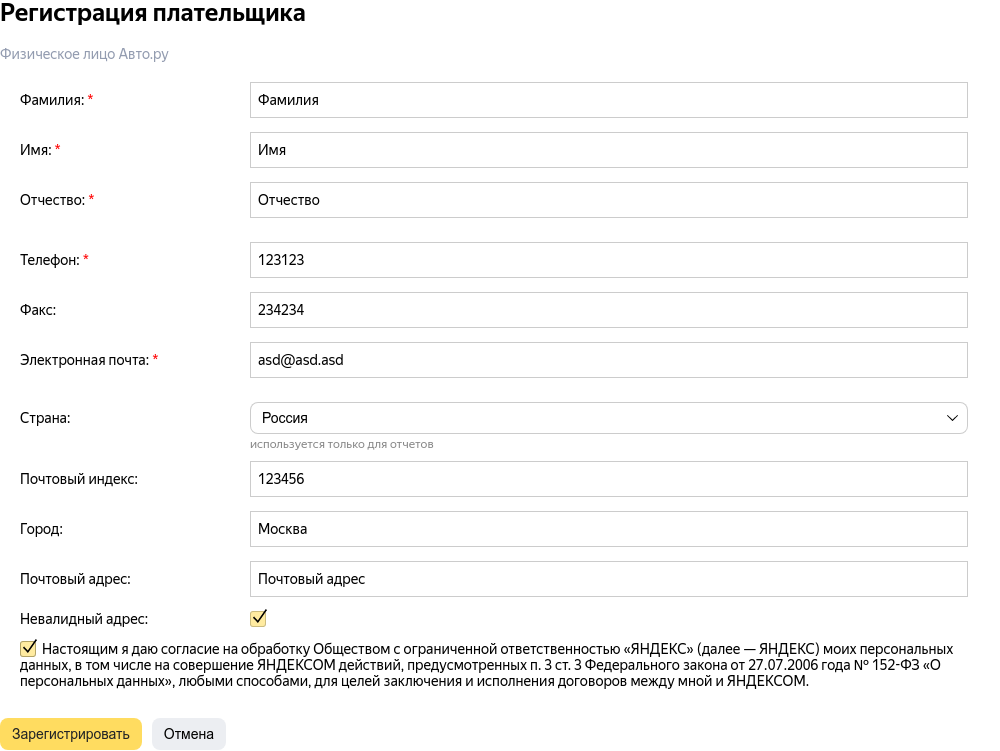 Регистрация плательщика
Физическое лицо Авто.ру
Фамилия: * Фамилия
Имя: * Имя
Отчество: * Отчество
Телефон: * 123123
Факс: 234234
Электронная почта: * asd@asd.asd
Страна: Россия
используется только для отчетов
Почтовый индекс: 123456
Город: Москва
Почтовый адрес: Почтовый адрес
Невалидный адрес:
Настоящим я даю согласие на обработку Обществом с ограниченной ответственностью «ЯНДЕКС» (далее — ЯНДЕКС) моих персональных
данных, в том числе на совершение ЯНДЕКСОМ действий, предусмотренных п. 3 ст. 3 Федерального закона от 27.07.2006 года № 152-ФЗ «О
персональных данных», любыми способами, для целей заключения и исполнения договоров между мной и ЯНДЕКСОМ.
Зарегистрировать Отмена